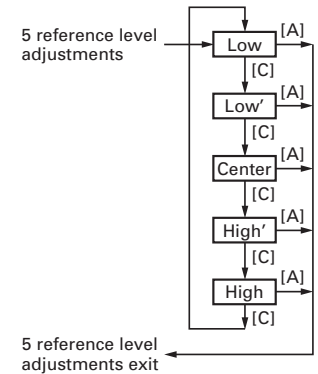 5 reference level
adjustments
Low
[A]
[C]
Low′
[A]
[C]
Center
[A]
[C]
High′
[A]
[C]
High
[A]
[C]
5 reference level
adjustments exit